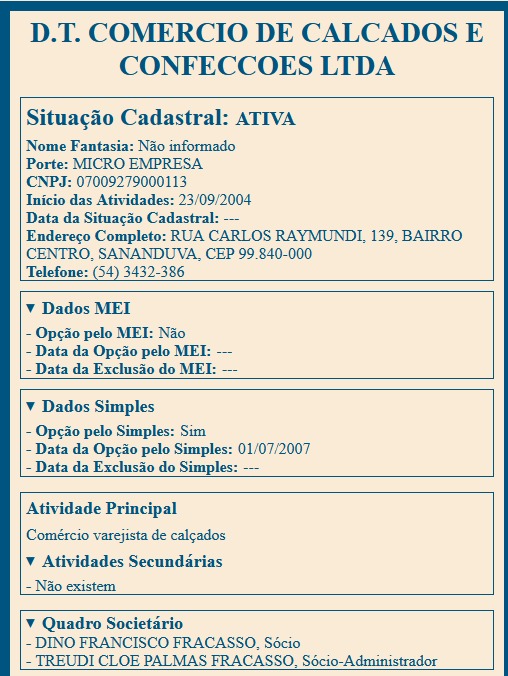 D.T. COMERCIO DE CALCADOS E
CONFECCOES LTDA
Situação Cadastral: ATIVA
Nome Fantasia: Não informado
Porte: MICRO EMPRESA
CNPJ: 07009279000113
Início das Atividades: 23/09/2004
Data da Situação Cadastral: ---
Endereço Completo: RUA CARLOS RAYMUNDI, 139, BAIRRO
CENTRO, SANANDUVA, CEP 99.840-000
Telefone: (54) 3432-386
▼ Dados MEI
- Opção pelo MEI: Não
- Data da Opção pelo MEI: ---
- Data da Exclusão do MEI: ---
▼ Dados Simples
- Opção pelo Simples: Sim
- Data da Opção pelo Simples: 01/07/2007
- Data da Exclusão do Simples: ---
Atividade Principal
Comércio varejista de calçados
▼ Atividades Secundárias
- Não existem
▼ Quadro Societário
- DINO FRANCISCO FRACASSO, Sócio
- TREUDI CLOE PALMAS FRACASSO, Sócio-Administrador